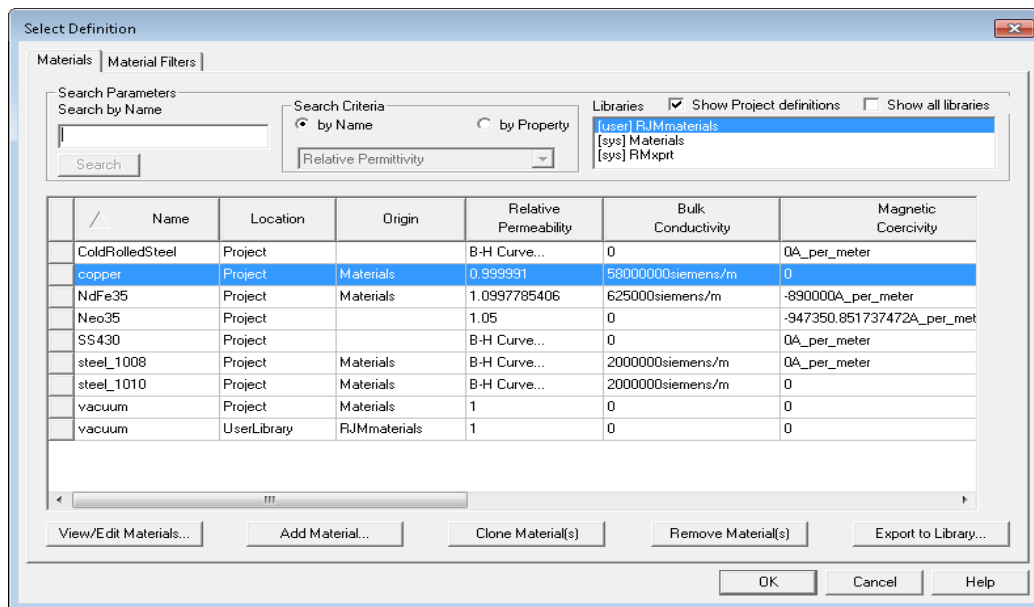 Select Definition
Materials Material Filters
Search Parameters
Search by Name
Search
Search Criteria
by Name by Property
Relative Permittivity
Libraries Show Project definitions Show all libraries
[user] RJMmaterials
[sys] Materials
[sys] RMxprt
Name Location Origin Relative Permeability Bulk Conductivity Magnetic Coercivity
ColdRolledSteel Project B-H Curve... 0 0A_per_meter
copper Project Materials 0.999991 58000000siemens/m 0
NdFe35 Project Materials 1.0997785406 625000siemens/m -890000A_per_meter
Neo35 Project 1.05 0 -947350.851737472A_per_met
SS430 Project B-H Curve... 0 0A_per_meter
steel_1008 Project Materials B-H Curve... 2000000siemens/m 0A_per_meter
steel_1010 Project Materials B-H Curve... 2000000siemens/m 0
vacuum Project Materials 1 0 0
vacuum UserLibrary RJMmaterials 1 0 0
View/Edit Materials... Add Material... Clone Material(s) Remove Material(s) Export to Library...
OK Cancel Help